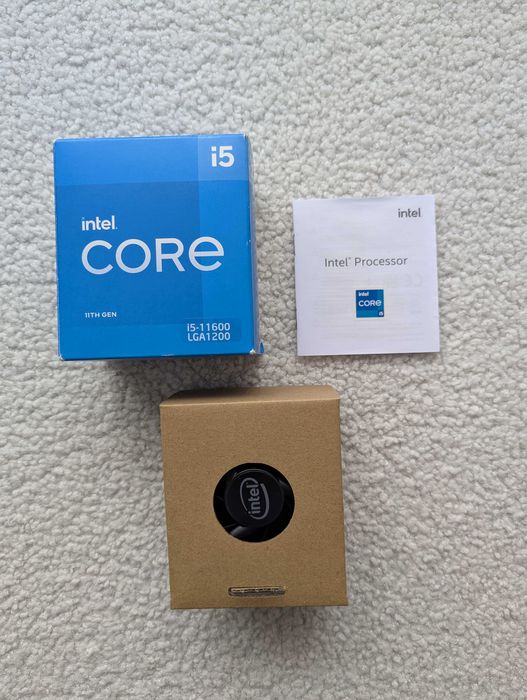 i5
intel.
CORE
11TH GEN
i5-11600
LGA1200
intel.
Intel® Processor
intel.
CORE
i5
intel